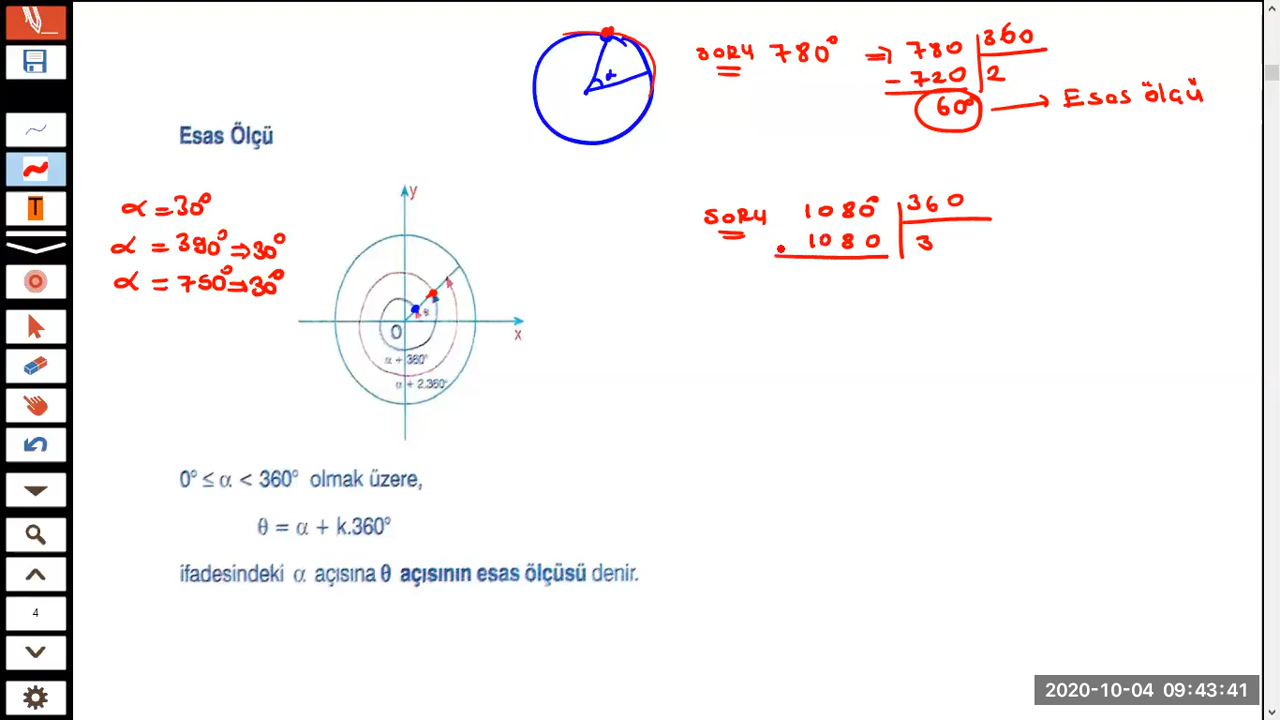 SORU 780° ⇒ 780 | 360
- 720 | 2
60° → Esas ölçü
Esas Ölçü
α = 30°
α = 390° ⇒ 30°
α = 750° ⇒ 30°
y
O
x
α + 360°
α + 2.360°
SORU 1080° | 360
1080 | 3
α
0° ≤ α < 360° olmak üzere,
θ = α + k.360°
ifadesindeki α açısına θ açısının esas ölçüsü denir.
T
4
2020-10-04 09:43:41